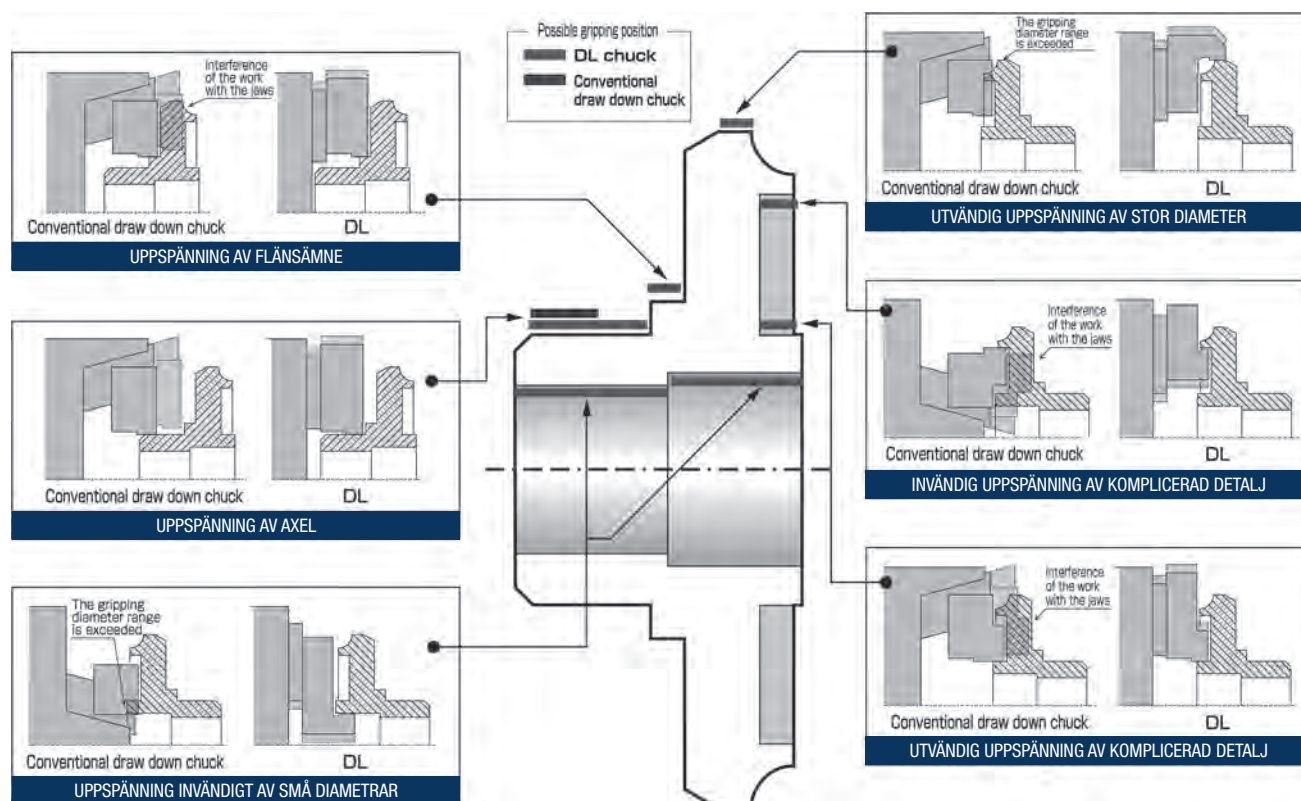 Possible gripping position
DL chuck
Conventional
draw down chuck
Interference
of the work
with the jaws
Conventional draw down chuck
DL
UPPSPÄNNING AV FLÄNSÄMNE
Conventional draw down chuck
DL
UPPSPÄNNING AV AXEL
The gripping
diameter range
is exceeded
Conventional draw down chuck
DL
UPPSPÄNNING INVÄNDIGT AV SMÅ DIAMETRAR
The gripping
diameter range
is exceeded
Conventional draw down chuck
DL
UTVÄNDIG UPPSPÄNNING AV STOR DIAMETER
Interference
of the work
with the jaws
Conventional draw down chuck
DL
INVÄNDIG UPPSPÄNNING AV KOMPLICERAD DETALJ
Interference
of the work
with the jaws
Conventional draw down chuck
DL
UTVÄNDIG UPPSPÄNNING AV KOMPLICERAD DETALJ